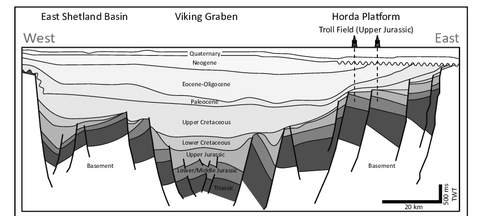 East Shetland Basin
Viking Graben
Horda Platform
Troll Field (Upper Jurassic)
West
East
Quaternary
Neogene
Eocene-Oligocene
Paleocene
Upper Cretaceous
Lower Cretaceous
Upper Jurassic
Lower/Middle Jurassic
Triassic
Basement
Basement
500 ms
TWT
20 km